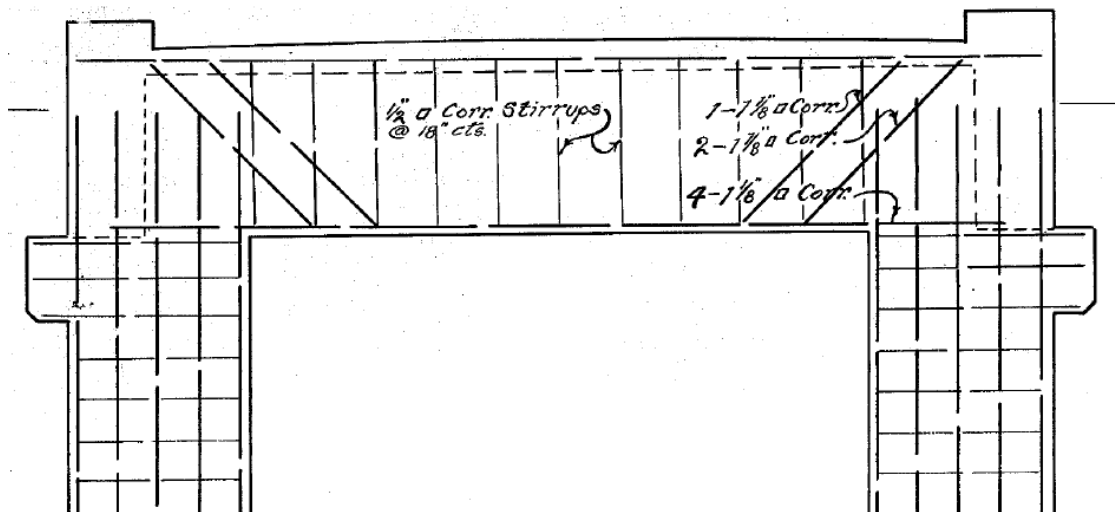 ½" ▫ Corr. Stirrups
@ 18" cts.
1-1⅛" ▫ Corr.
2-1⅛" ▫ Corr.
4-1⅛" ▫ Corr.